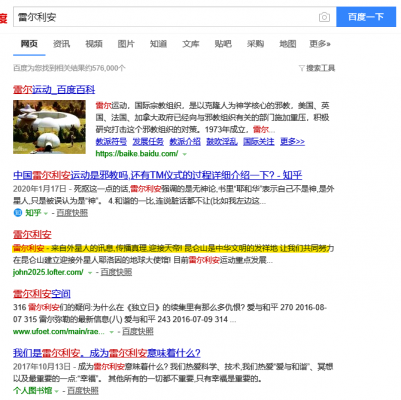 度
雷尔利安
百度一下
网页 资讯 视频 图片 知道 文库 贴吧 采购 地图 更多»
百度为您找到相关结果约576,000个
搜索工具
雷尔运动_百度百科
雷尔运动，国际宗教组织，是以克隆人为神学核心的邪教，美国、英
国、法国、加拿大政府已经向与邪教组织有关的部门施加重压，积极
研究打击这个邪教组织的对策。1973年成立，雷尔...
教派符号 发展任务 教派介绍 鼓吹淫乱 国际关注 更多>>
https://baike.baidu.com/
中国雷尔利安运动是邪教吗,还有TM仪式的过程详细介绍一下? - 知乎
2020年1月17日 - 死抠这一点的话,雷尔利安强调的是无神论,书里"耶和华"表示自己不是神,是外
星人,只是被误认为是"神"。 4.和谐的一比,连谈脏话都不让(比如我左边这...
知乎 - 百度快照
雷尔利安
雷尔利安 - 来自外星人的讯息,传播真理,迎接天帝! 昆仑山是中华文明的发祥地 让我们共同努力
在昆仑山建立迎接外星人耶洛因的地球大使馆! 目前雷尔利安运动重点发展...
john2025.lofter.com/ - 百度快照
雷尔利安空间
316 雷尔利安们的疑问:为什么在《独立日》的续集里有那么多仇恨? 爱与和平 270 2016-08-
07 315 雷尔弥勒的最新信息(八) 爱与和平 243 2016-07-09 314 ...
www.ufoet.com/main/rae... - 百度快照
我们是雷尔利安。成为雷尔利安意味着什么?
2017年10月13日 - 成为雷尔利安意味着什么? 我们热爱科学、技术,我们热爱“爱与和谐”、冥想
以及最重要的一点:“幸福”。 其他所有的一切都不重要,只有幸福是重要的。
个人图书馆 - 百度快照